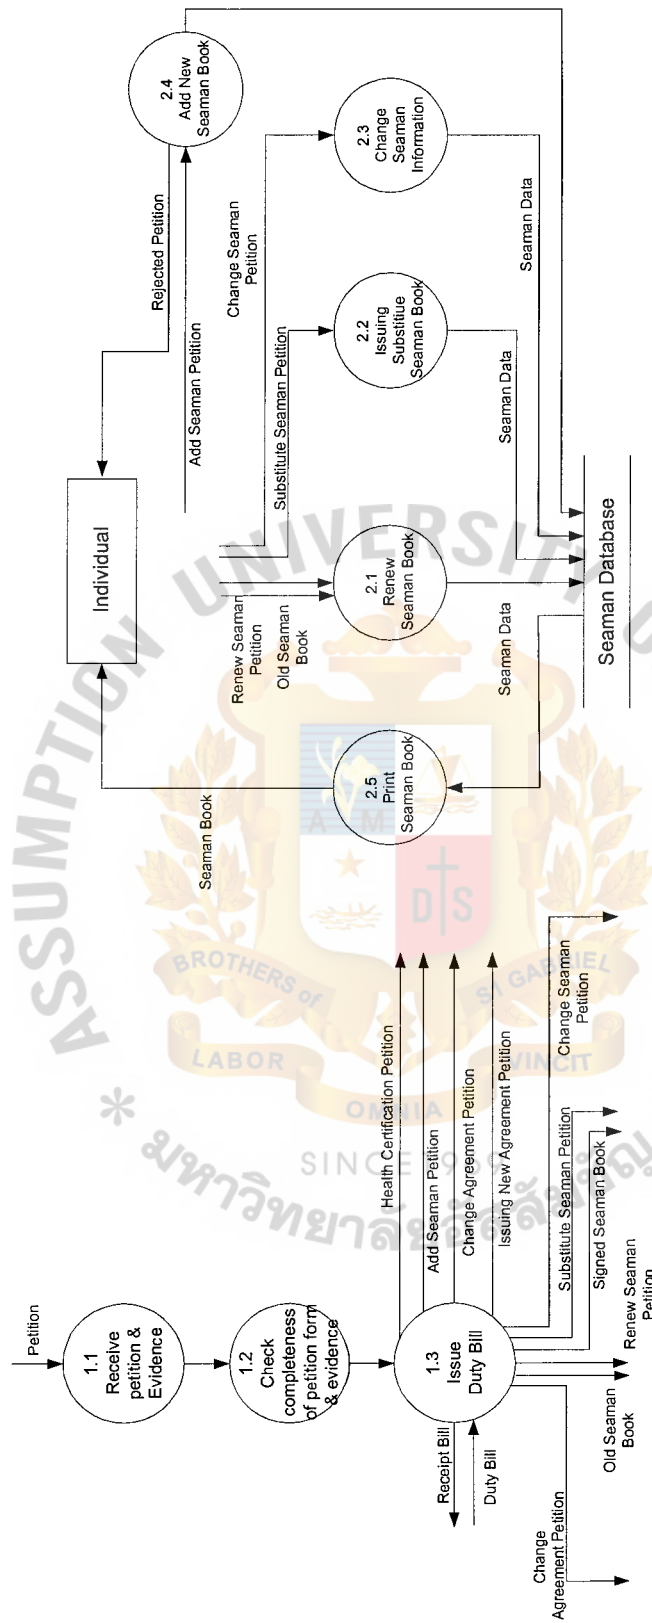 Petition
1.1
Receive
petition &
Evidence
1.2
Check
completeness
of petition form
& evidence
1.3
Issue
Duty Bill
Receipt Bill
Duty Bill
Health Certification Petition
Add Seaman Petition
Change Agreement Petition
Issuing New Agreement Petition
Change Seaman
Petition
Substitute Seaman Petition
Signed Seaman Book
Renew Seaman
Petition
Old Seaman
Book
Change
Agreement Petition
Individual
Seaman Book
2.5
Print
Seaman Book
Renew Seaman
Petition
Old Seaman
Book
2.1
Renew
Seaman Book
Seaman Data
Substitute Seaman Petition
2.2
Issuing
Substitiue
Seaman Book
Seaman Data
Change Seaman
Petition
2.3
Change
Seaman
Information
Seaman Data
Add Seaman Petition
Rejected Petition
2.4
Add New
Seaman Book
Seaman Database
ASSUMPTION UNIVERSITY
BROTHERS of ST GABRIEL
LABOR OMNIA VINCIT
A M
D S
SINCE 1969